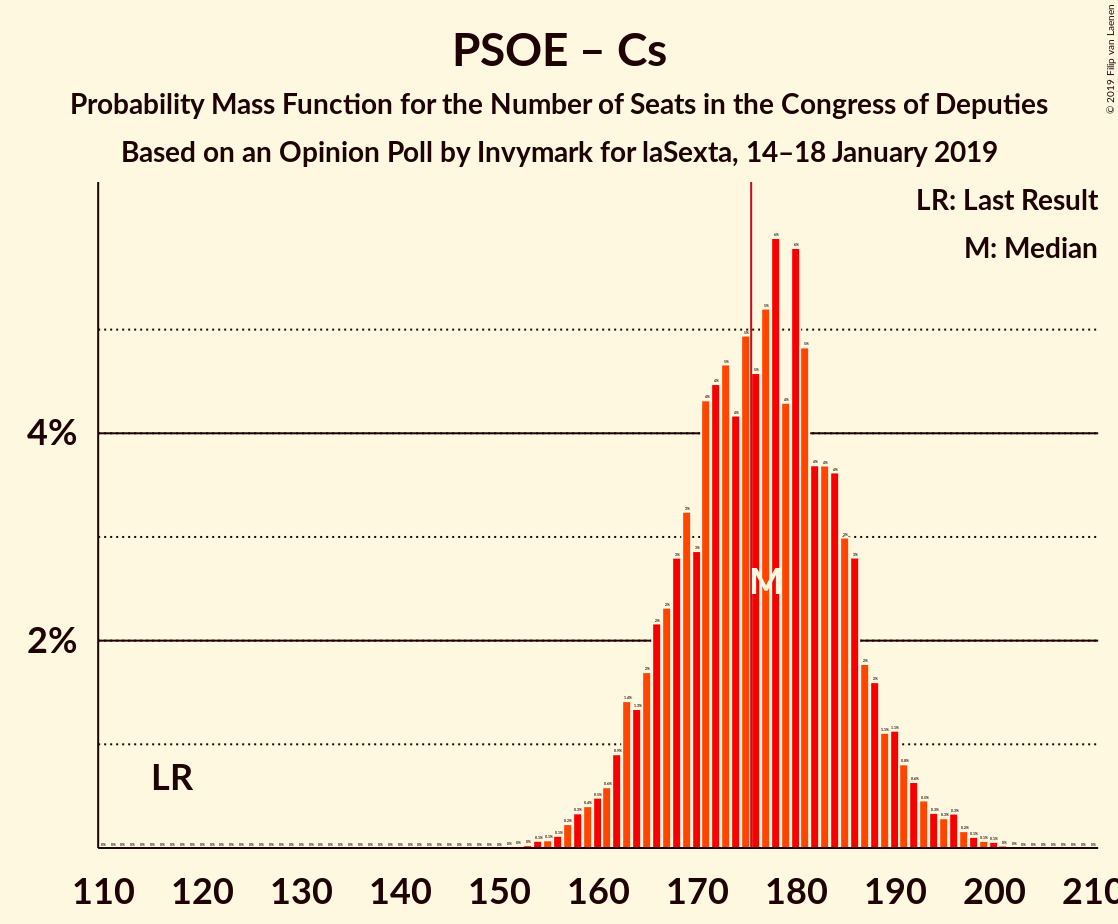 PSOE – Cs
Probability Mass Function for the Number of Seats in the Congress of Deputies
Based on an Opinion Poll by Invymark for laSexta, 14–18 January 2019
© 2019 Filip van Laenen
LR: Last Result
M: Median
4%
2%
LR
M
110 120 130 140 150 160 170 180 190 200 210